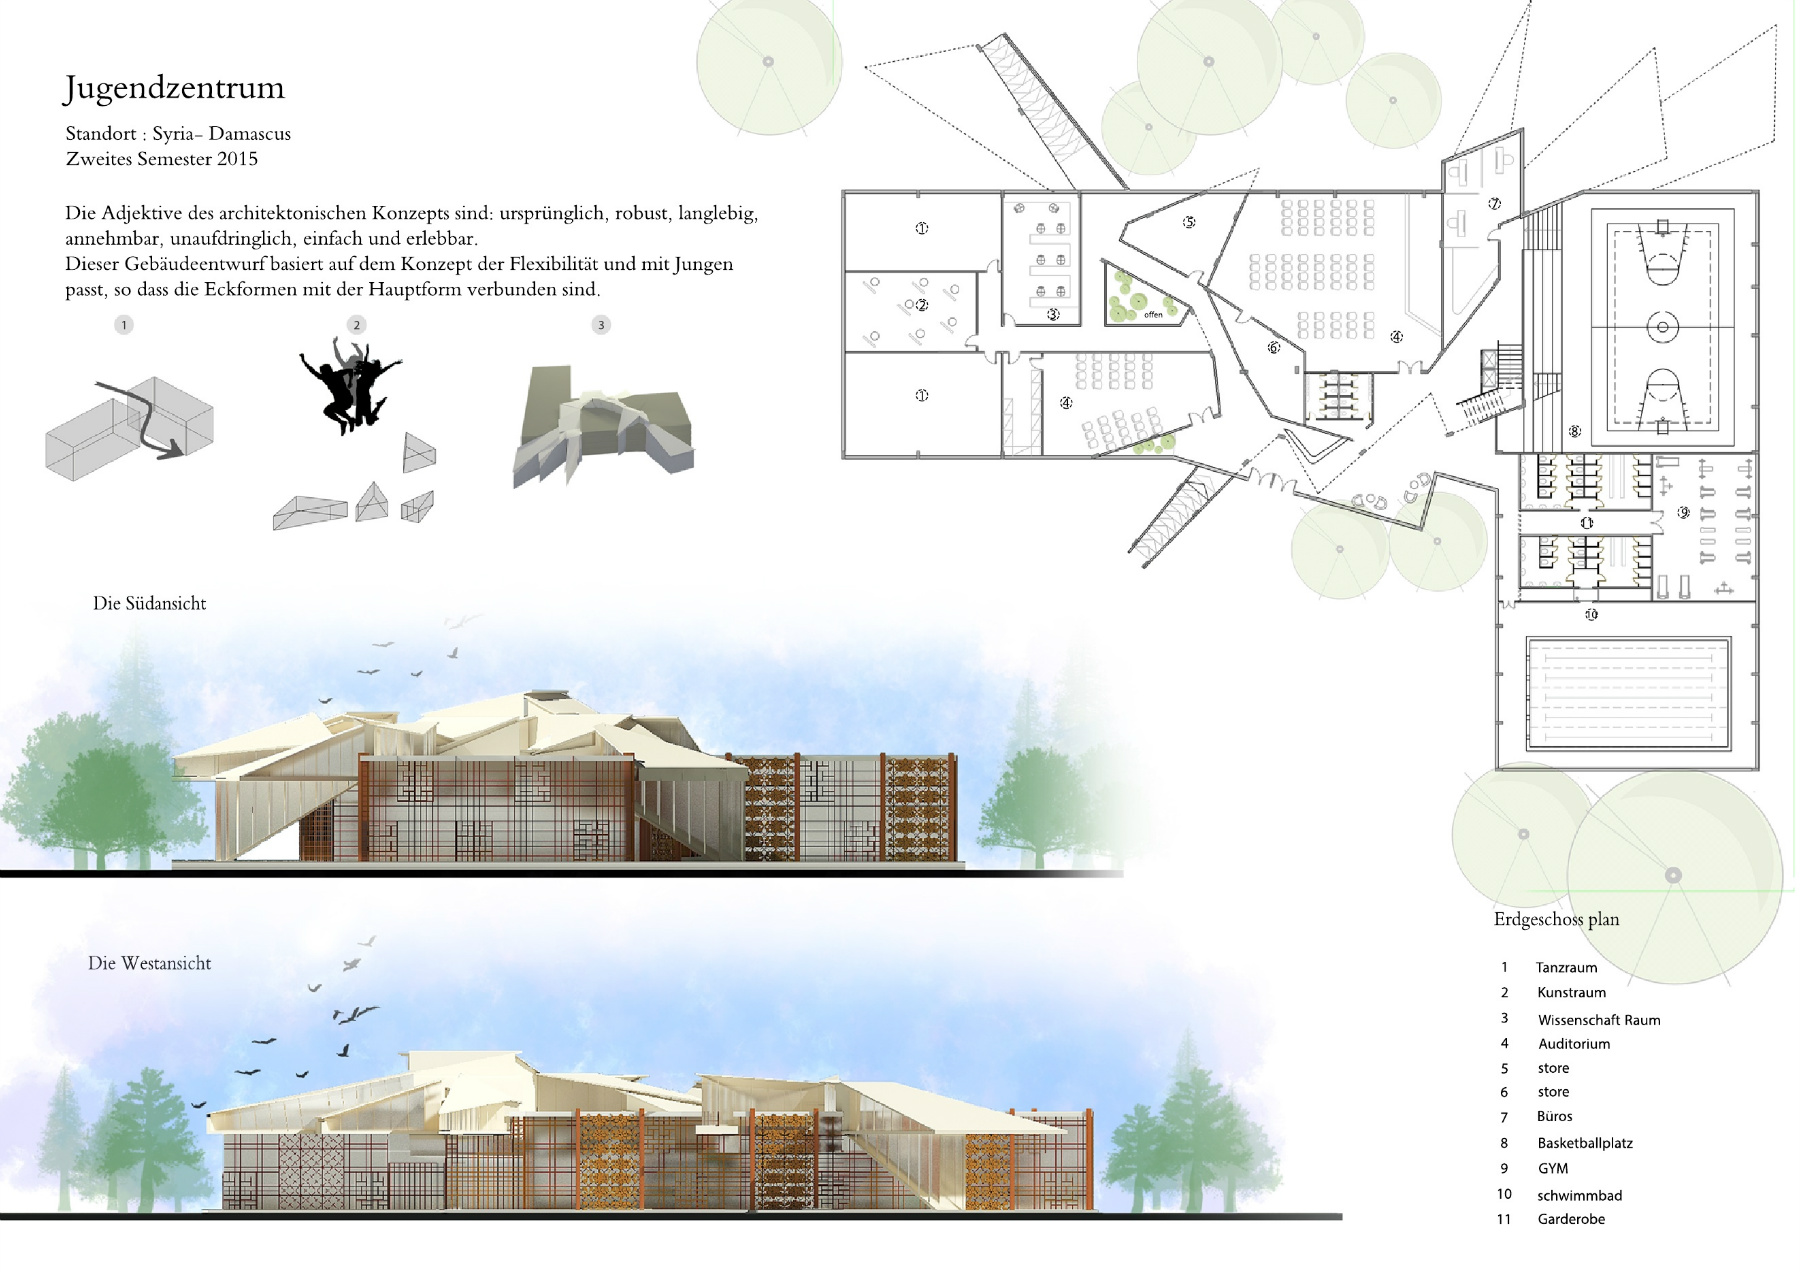 Jugendzentrum
Standort : Syria- Damascus
Zweites Semester 2015
Die Adjektive des architektonischen Konzepts sind: ursprünglich, robust, langlebig,
annehmbar, unaufdringlich, einfach und erlebbar.
Dieser Gebäudeentwurf basiert auf dem Konzept der Flexibilität und mit Jungen
passt, so dass die Eckformen mit der Hauptform verbunden sind.
1
2
3
1
2
3
1
4
offen
5
6
4
7
8
9
11
10
Die Südansicht
Die Westansicht
Erdgeschoss plan
1 Tanzraum
2 Kunstraum
3 Wissenschaft Raum
4 Auditorium
5 store
6 store
7 Büros
8 Basketballplatz
9 GYM
10 schwimmbad
11 Garderobe